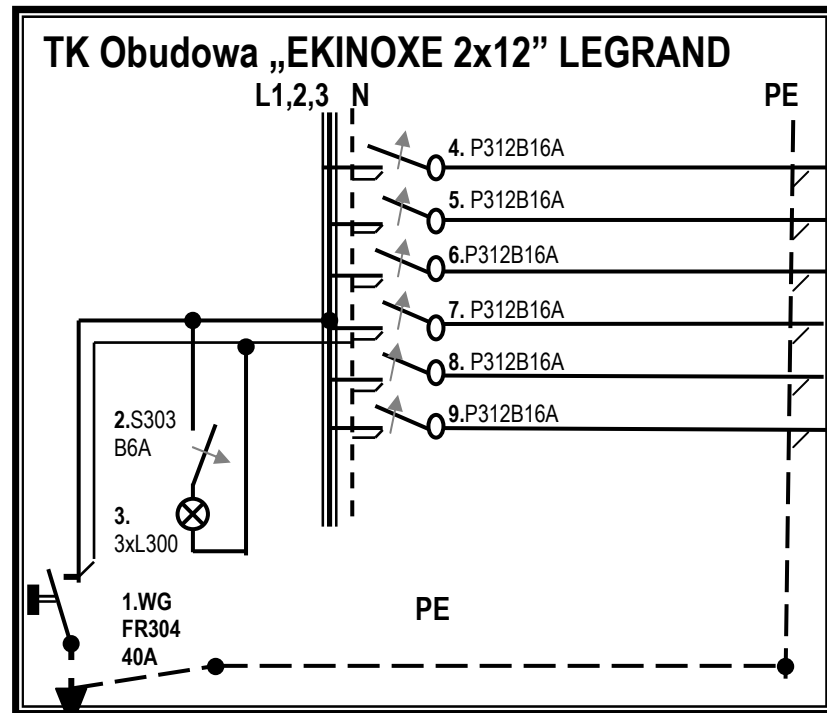 TK Obudowa „EKINOXE 2x12” LEGRAND
L1,2,3 N PE
4. P312B16A
5. P312B16A
6.P312B16A
7. P312B16A
8. P312B16A
9.P312B16A
2.S303
B6A
3.
3xL300
1.WG
FR304
40A
PE